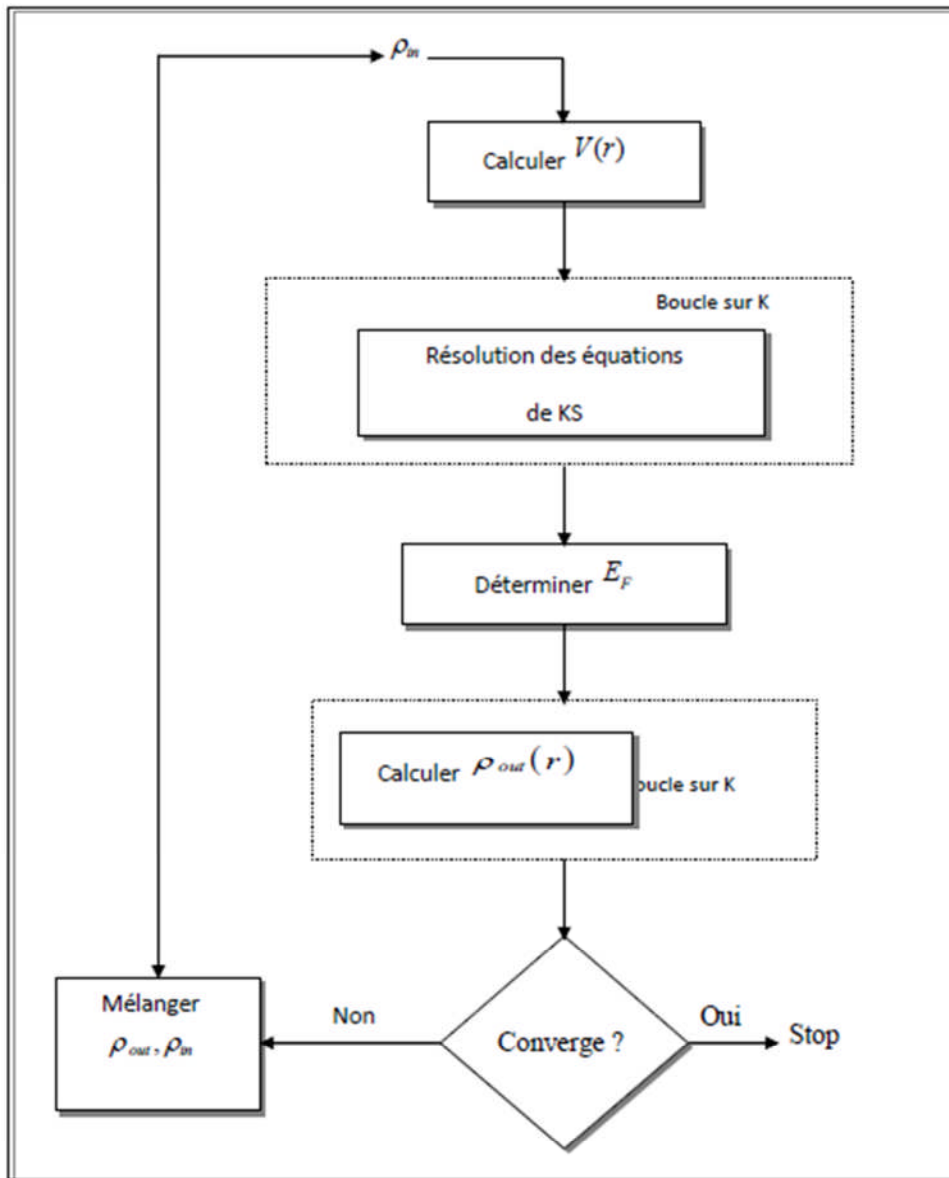 ρin
Calculer V(r)
Boucle sur K
Résolution des équations
de KS
Déterminer EF
Calculer ρout(r)
oucle sur K
Converge ?
Oui
Stop
Non
Mélanger
ρout, ρin